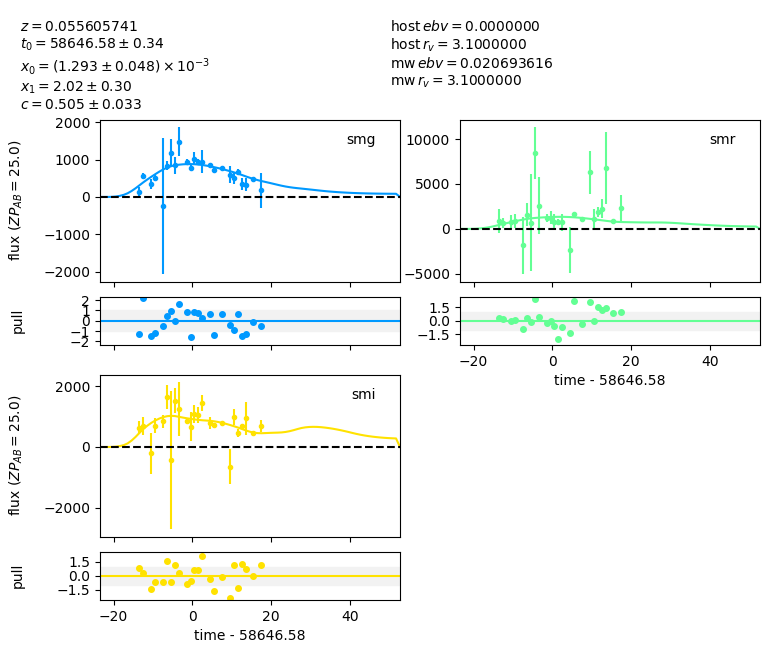 z = 0.055605741
t₀ = 58646.58 ± 0.34
x₀ = (1.293 ± 0.048) × 10⁻³
x₁ = 2.02 ± 0.30
c = 0.505 ± 0.033
host ebv = 0.0000000
host r_v = 3.1000000
mw ebv = 0.020693616
mw r_v = 3.1000000
smg
flux (ZP_AB = 25.0)
2000
1000
0
−1000
−2000
smr
10000
5000
0
−5000
pull
2
1
0
−1
−2
1.5
0.0
−1.5
−20 0 20 40
time - 58646.58
smi
flux (ZP_AB = 25.0)
2000
0
−2000
pull
1.5
0.0
−1.5
−20 0 20 40
time - 58646.58